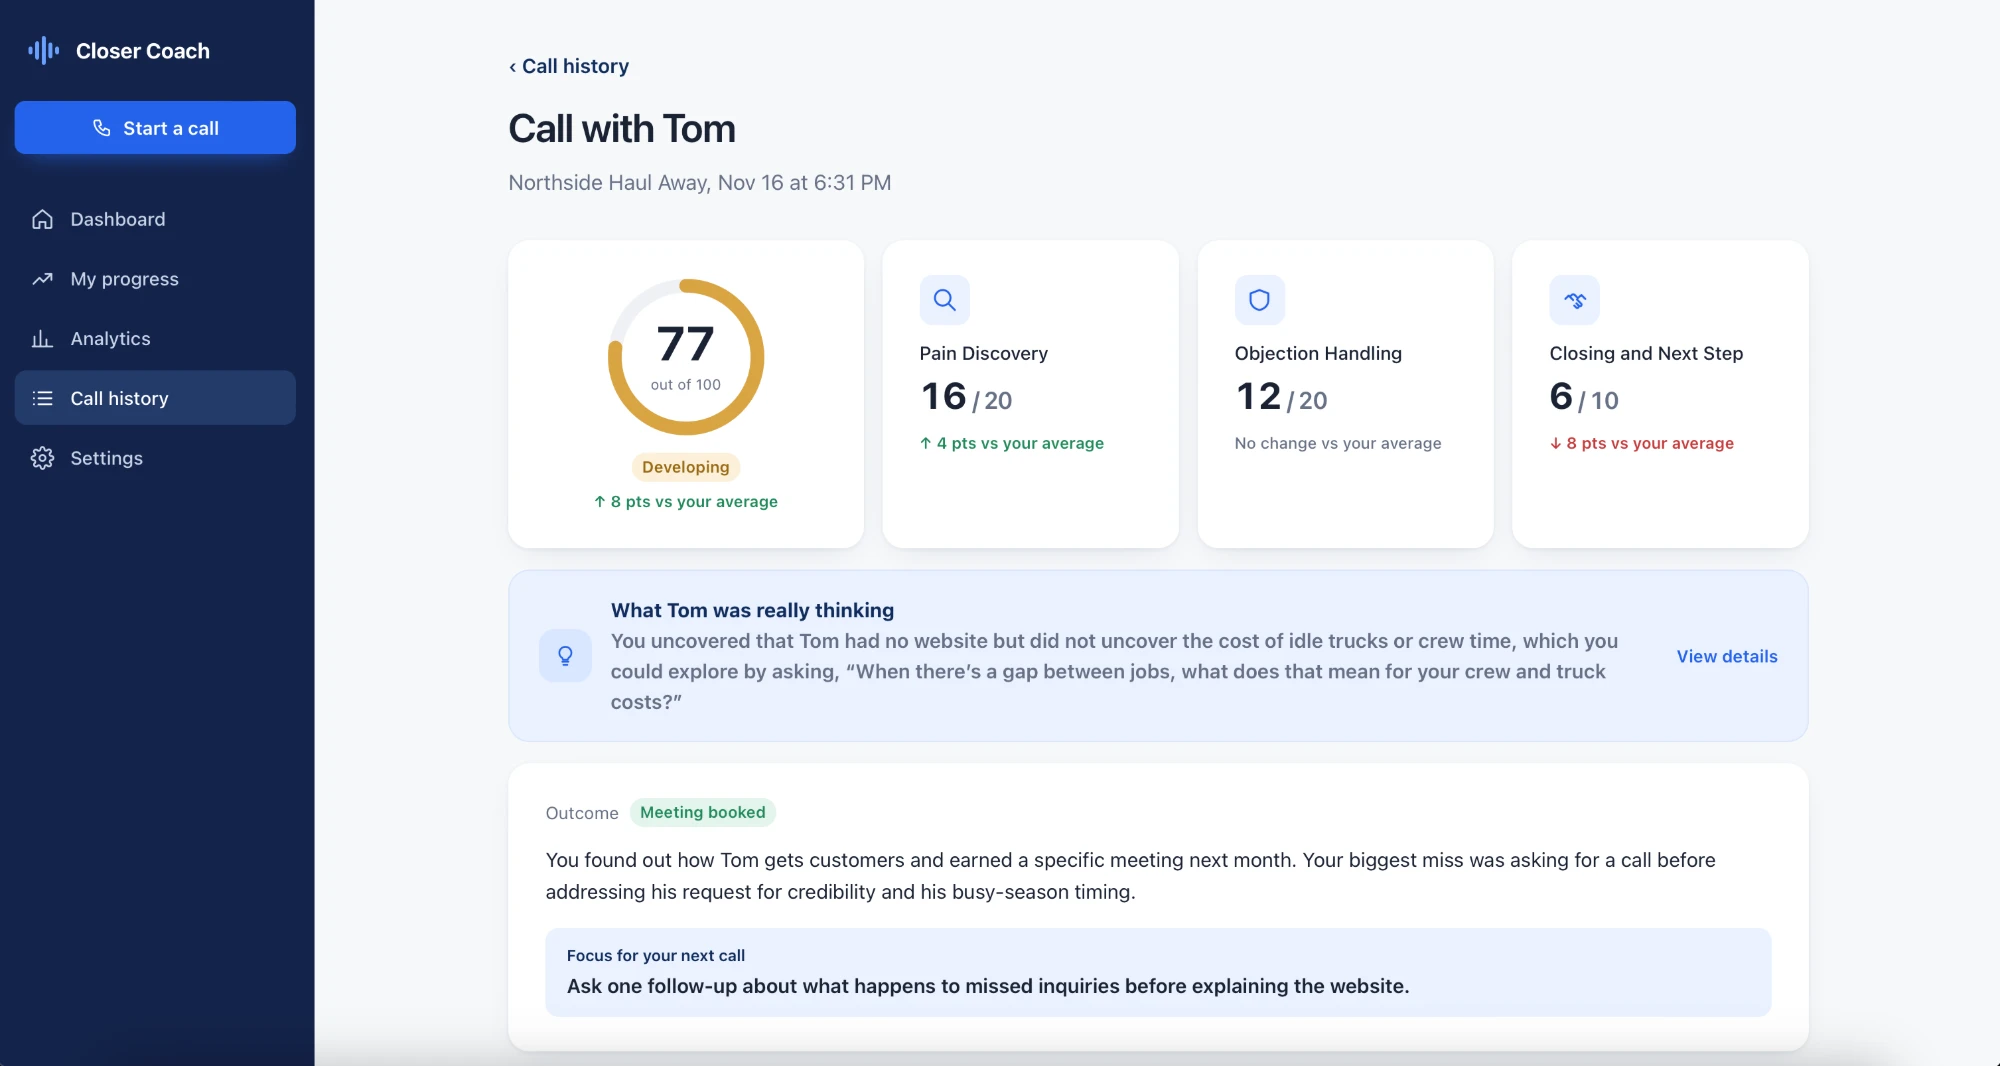 Closer Coach
Start a call
Dashboard
My progress
Analytics
Call history
Settings
‹ Call history
Call with Tom
Northside Haul Away, Nov 16 at 6:31 PM
77
out of 100
Developing
↑ 8 pts vs your average
Pain Discovery
16 / 20
↑ 4 pts vs your average
Objection Handling
12 / 20
No change vs your average
Closing and Next Step
6 / 10
↓ 8 pts vs your average
What Tom was really thinking
You uncovered that Tom had no website but did not uncover the cost of idle trucks or crew time, which you
could explore by asking, “When there’s a gap between jobs, what does that mean for your crew and truck
costs?”
View details
Outcome Meeting booked
You found out how Tom gets customers and earned a specific meeting next month. Your biggest miss was asking for a call before
addressing his request for credibility and his busy-season timing.
Focus for your next call
Ask one follow-up about what happens to missed inquiries before explaining the website.